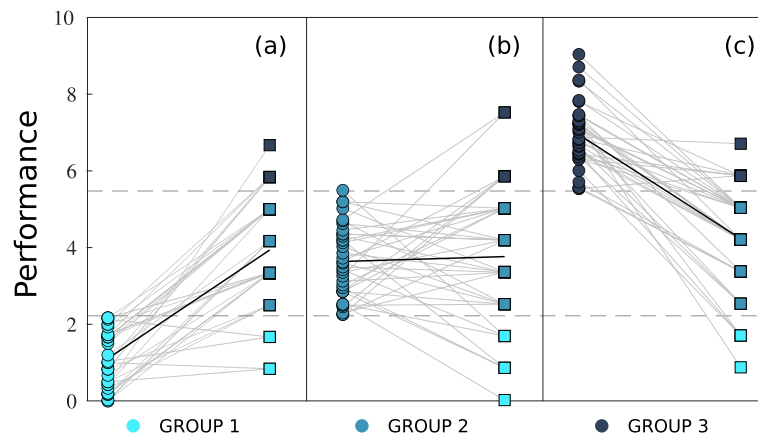 10
(a)
(b)
(c)
8
6
4
2
0
Performance
GROUP 1
GROUP 2
GROUP 3